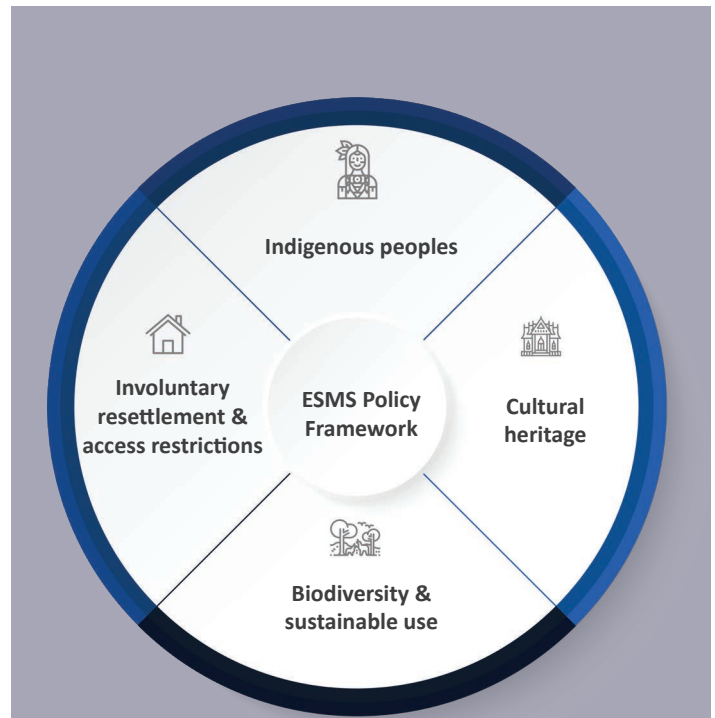 Indigenous peoples
Involuntary
resettlement &
access restrictions
ESMS Policy
Framework
Cultural
heritage
Biodiversity &
sustainable use